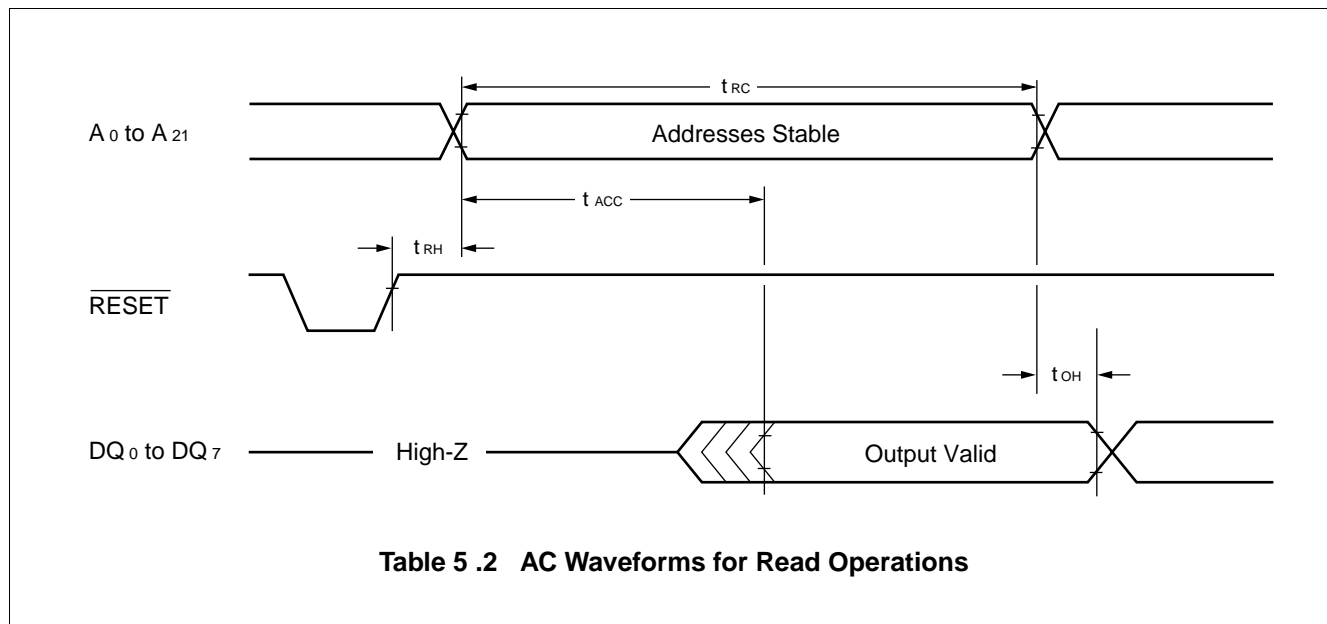 t RC
A 0 to A 21
Addresses Stable
t ACC
t RH
RESET
t OH
DQ 0 to DQ 7
High-Z
Output Valid
Table 5 .2 AC Waveforms for Read Operations